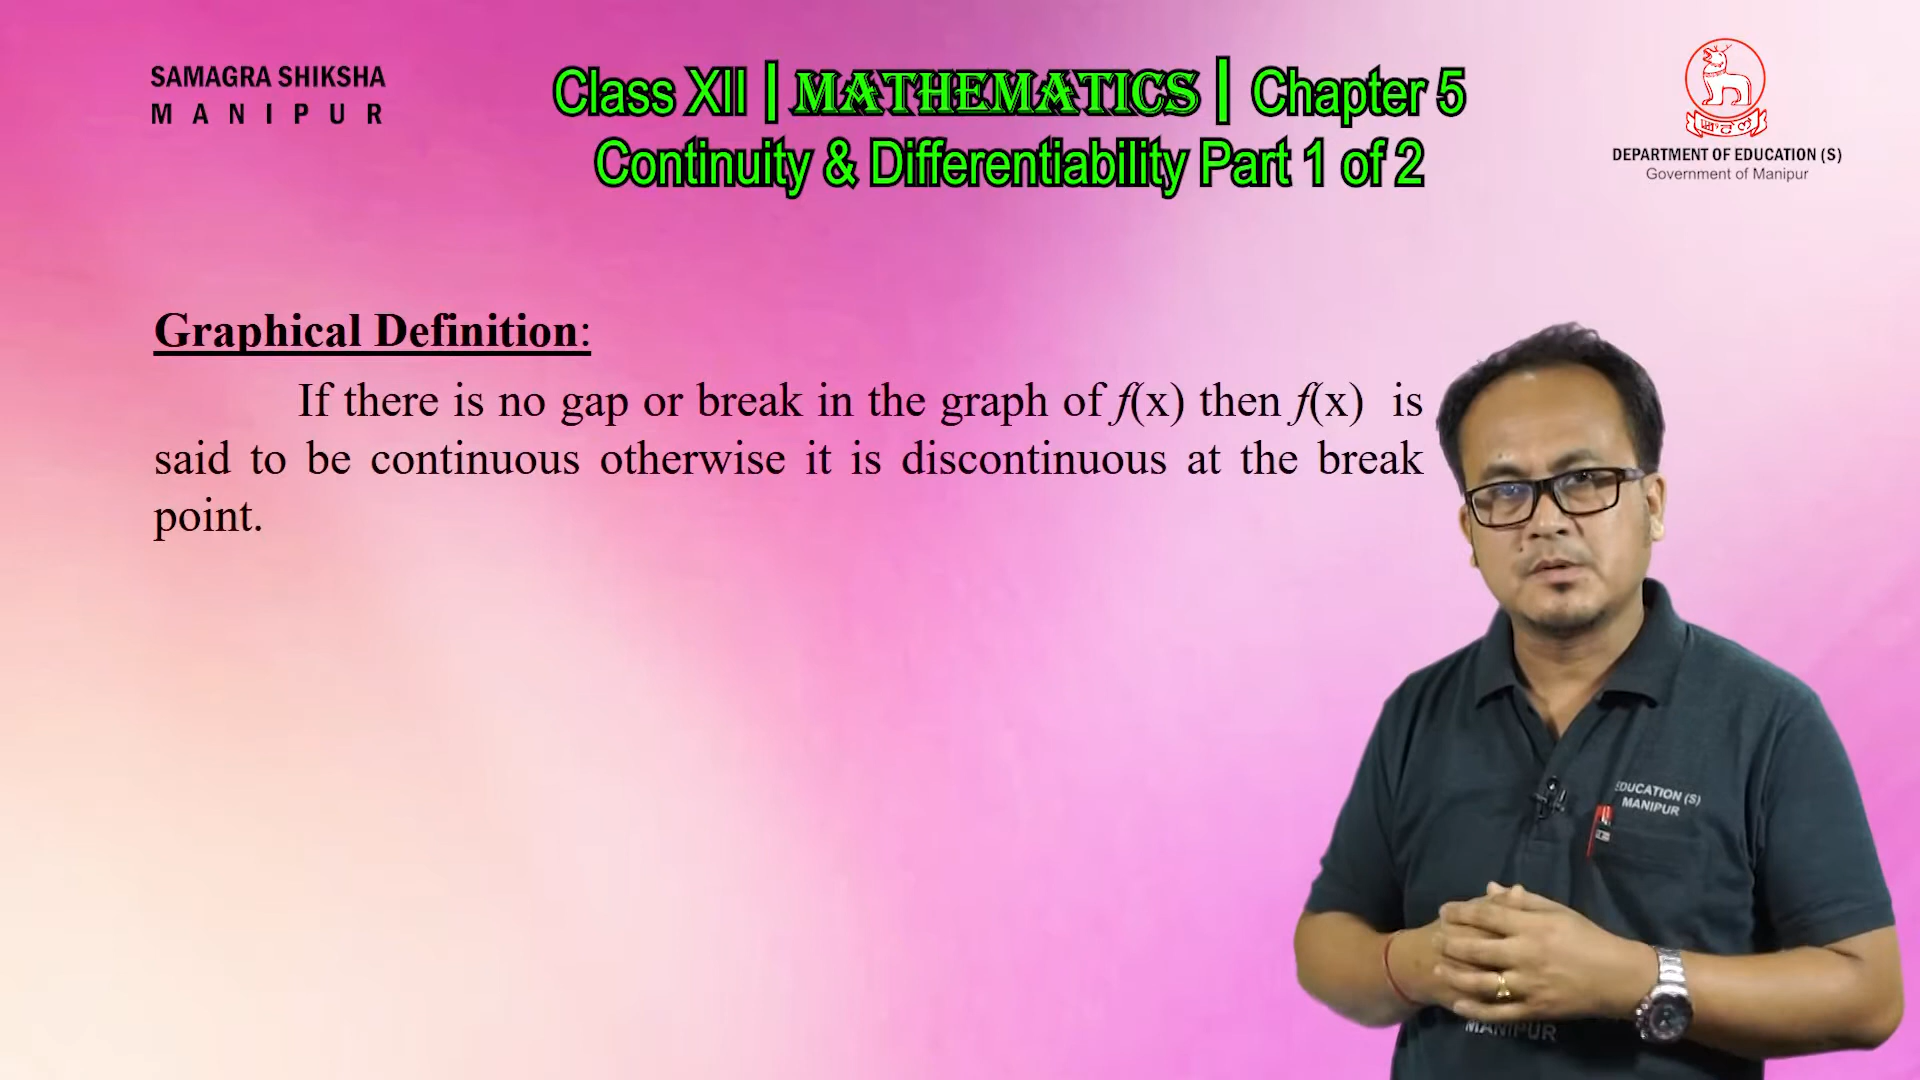 SAMAGRA SHIKSHA
MANIPUR
Class XII | MATHEMATICS | Chapter 5
Continuity & Differentiability Part 1 of 2
DEPARTMENT OF EDUCATION (S)
Government of Manipur
Graphical Definition:
If there is no gap or break in the graph of f(x) then f(x) is
said to be continuous otherwise it is discontinuous at the break
point.
EDUCATION (S)
MANIPUR
MANIPUR